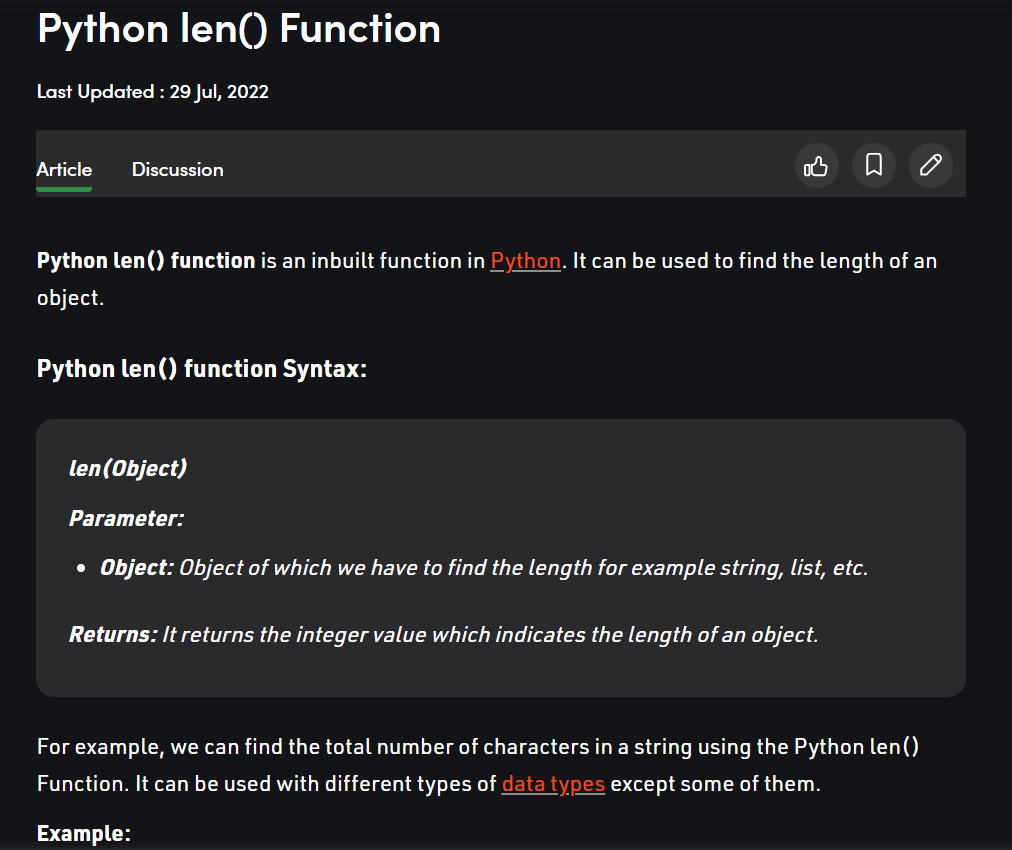 Python len() Function
Last Updated : 29 Jul, 2022
Article Discussion
Python len() function is an inbuilt function in Python. It can be used to find the length of an
object.
Python len() function Syntax:
len(Object)
Parameter:
• Object: Object of which we have to find the length for example string, list, etc.
Returns: It returns the integer value which indicates the length of an object.
For example, we can find the total number of characters in a string using the Python len()
Function. It can be used with different types of data types except some of them.
Example: